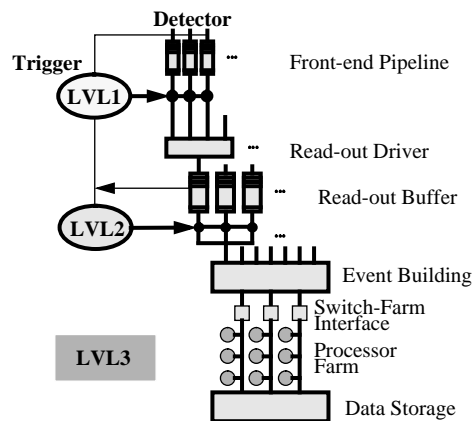 Detector
Trigger
Front-end Pipeline
...
LVL1
Read-out Driver
...
Read-out Buffer
...
LVL2
...
Event Building
Switch-Farm
Interface
Processor
Farm
LVL3
Data Storage